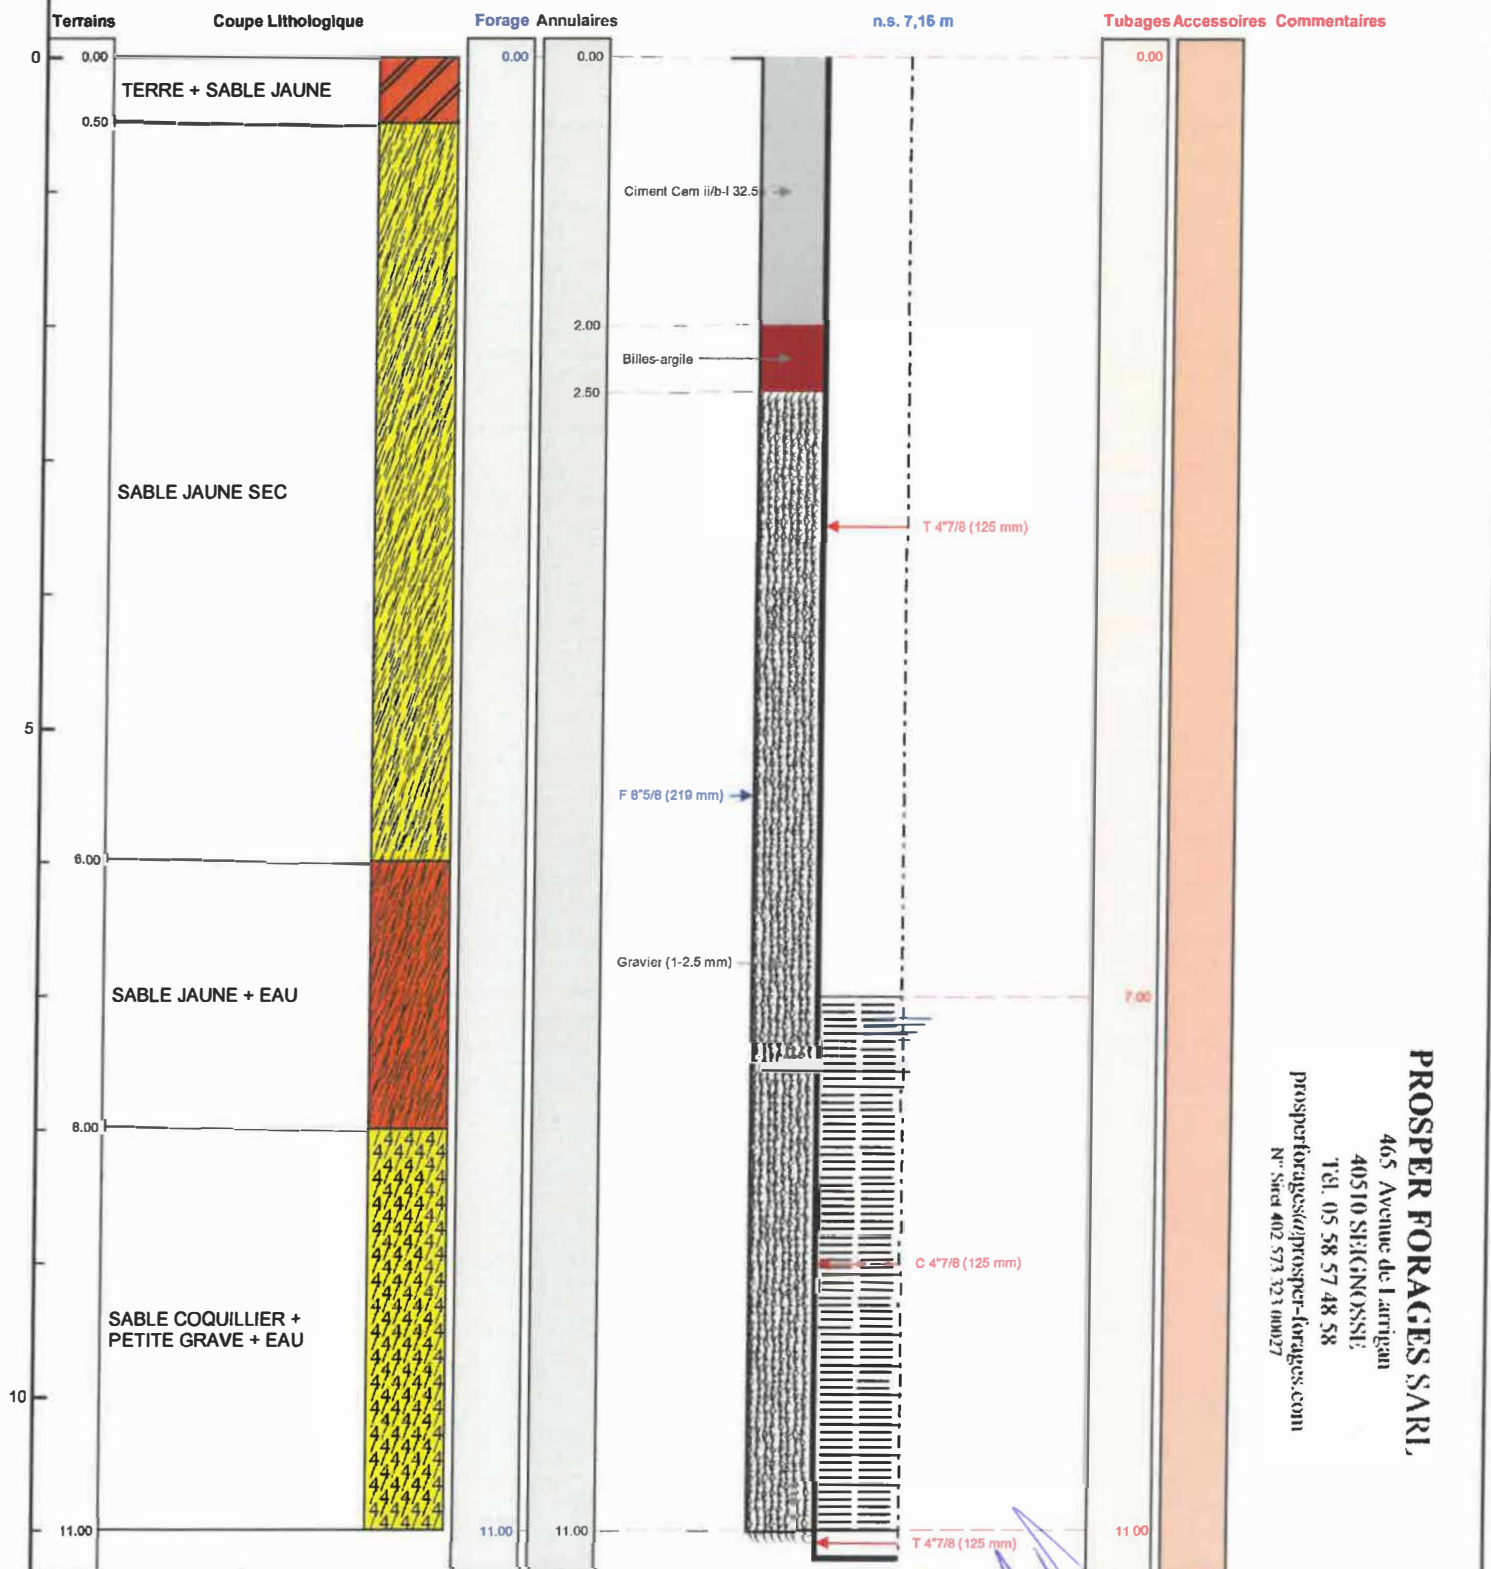 Terrains Coupe Lithologique Forage Annulaires n.s. 7,16 m Tubages Accessoires Commentaires
0 0.00 0.00 0.00 0.00
TERRE + SABLE JAUNE
0.50
Ciment Cem ii/b-l 32.5
2.00
Billes-argile
2.50
SABLE JAUNE SEC
T 4"7/8 (125 mm)
5
F 8"5/8 (219 mm)
6.00
Gravier (1-2.5 mm)
SABLE JAUNE + EAU
7.00
8.00
C 4"7/8 (125 mm)
SABLE COQUILLIER +
PETITE GRAVE + EAU
10
11.00 11.00 11.00 11.00
T 4"7/8 (125 mm)
PROSPER FORAGES SARL
465 Avenue de Larrigan
40510 SEIGNOSSE
Tél. 05 58 57 48 58
prosperforages@prosper-forages.com
N° Siret 402 573 323 00027